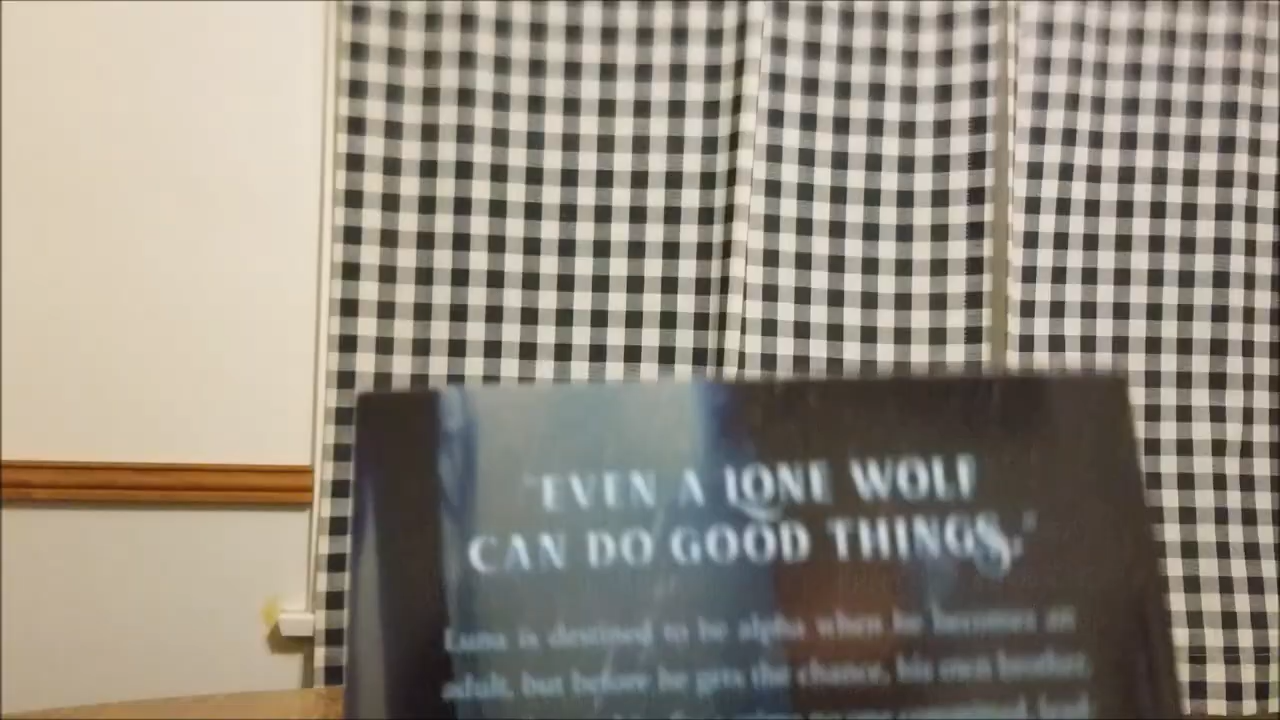 "EVEN A LONE WOLF
CAN DO GOOD THINGS."
Luna is destined to be alpha when he becomes an
adult, but before he gets the chance, his own brother